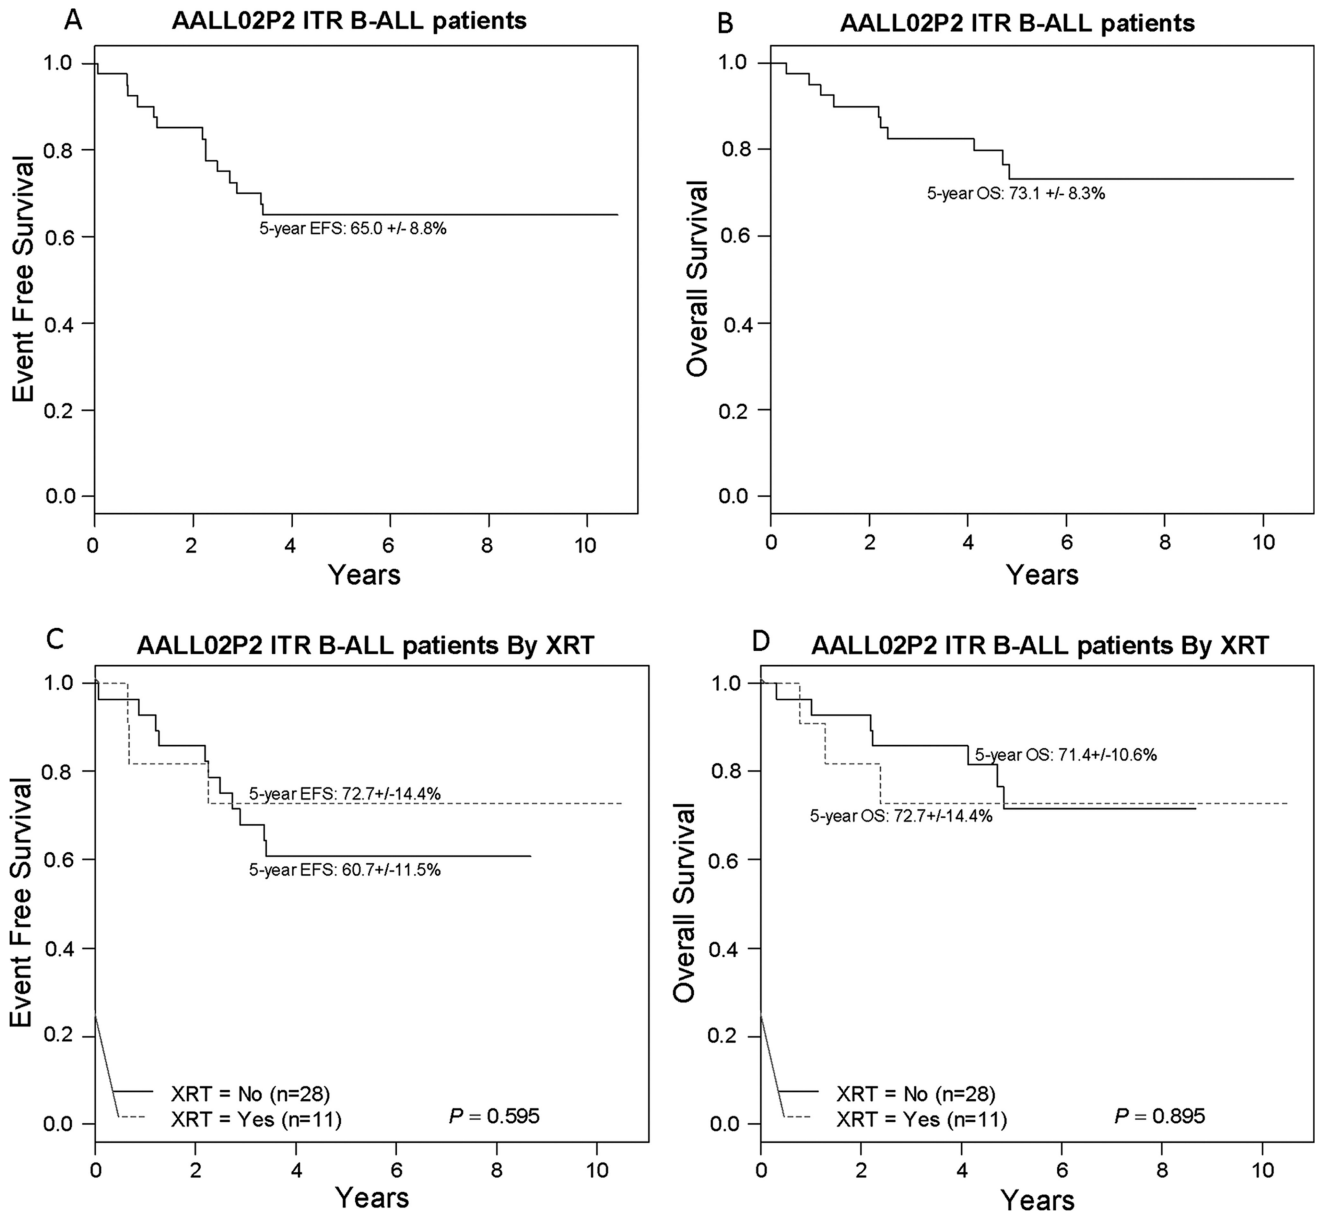 A
AALL02P2 ITR B-ALL patients
1.0
0.8
0.6
0.4
0.2
0.0
Event Free Survival
5-year EFS: 65.0 +/- 8.8%
0 2 4 6 8 10
Years
B
AALL02P2 ITR B-ALL patients
1.0
0.8
0.6
0.4
0.2
0.0
Overall Survival
5-year OS: 73.1 +/- 8.3%
0 2 4 6 8 10
Years
C
AALL02P2 ITR B-ALL patients By XRT
1.0
0.8
0.6
0.4
0.2
0.0
Event Free Survival
5-year EFS: 72.7+/-14.4%
5-year EFS: 60.7+/-11.5%
XRT = No (n=28)
XRT = Yes (n=11)
P = 0.595
0 2 4 6 8 10
Years
D
AALL02P2 ITR B-ALL patients By XRT
1.0
0.8
0.6
0.4
0.2
0.0
Overall Survival
5-year OS: 71.4+/-10.6%
5-year OS: 72.7+/-14.4%
XRT = No (n=28)
XRT = Yes (n=11)
P = 0.895
0 2 4 6 8 10
Years